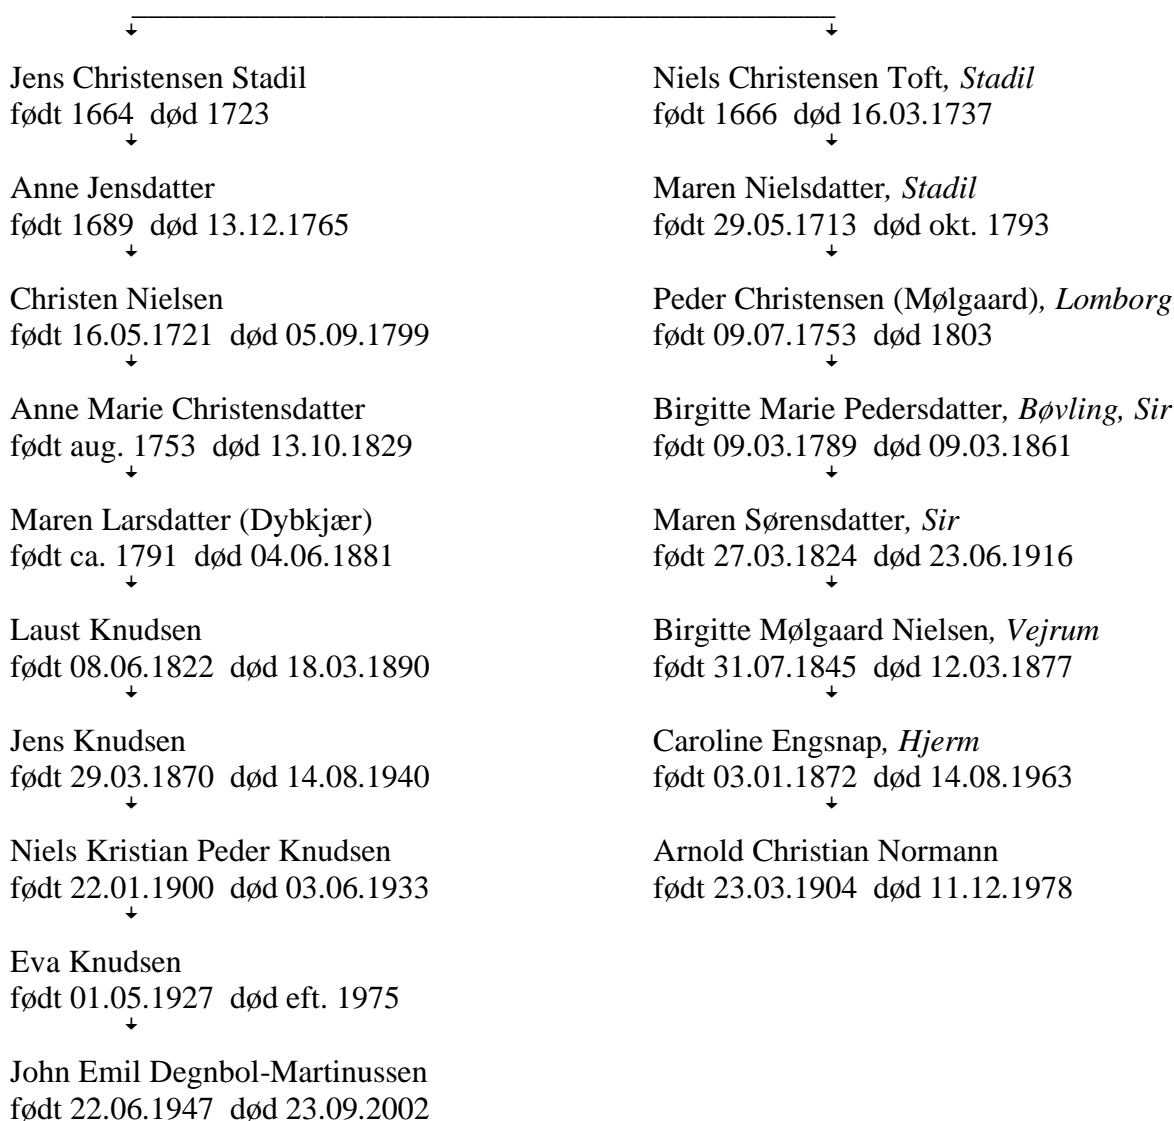 Jens Christensen Stadil
født 1664 død 1723
Anne Jensdatter
født 1689 død 13.12.1765
Christen Nielsen
født 16.05.1721 død 05.09.1799
Anne Marie Christensdatter
født aug. 1753 død 13.10.1829
Maren Larsdatter (Dybkjær)
født ca. 1791 død 04.06.1881
Laust Knudsen
født 08.06.1822 død 18.03.1890
Jens Knudsen
født 29.03.1870 død 14.08.1940
Niels Kristian Peder Knudsen
født 22.01.1900 død 03.06.1933
Eva Knudsen
født 01.05.1927 død eft. 1975
John Emil Degnbol-Martinussen
født 22.06.1947 død 23.09.2002
Niels Christensen Toft, Stadil
født 1666 død 16.03.1737
Maren Nielsdatter, Stadil
født 29.05.1713 død okt. 1793
Peder Christensen (Mølgaard), Lomborg
født 09.07.1753 død 1803
Birgitte Marie Pedersdatter, Bøvling, Sir
født 09.03.1789 død 09.03.1861
Maren Sørensdatter, Sir
født 27.03.1824 død 23.06.1916
Birgitte Mølgaard Nielsen, Vejrum
født 31.07.1845 død 12.03.1877
Caroline Engsnap, Hjerm
født 03.01.1872 død 14.08.1963
Arnold Christian Normann
født 23.03.1904 død 11.12.1978